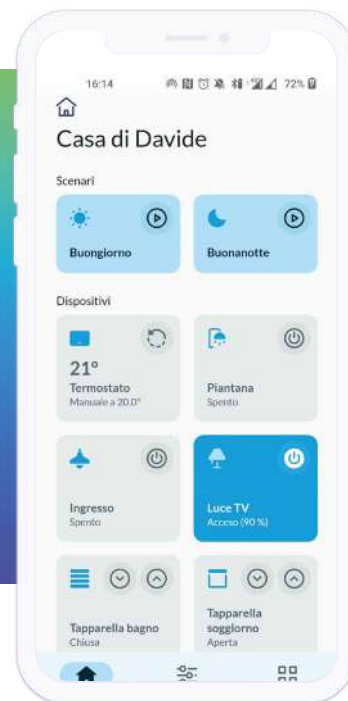 16:14
72%
Casa di Davide
Scenari
Buongiorno
Buonanotte
Dispositivi
21°
Termostato
Manuale a 20.0°
Piantana
Spento
Ingresso
Spento
Luce TV
Acceso (90 %)
Tapparella bagno
Chiusa
Tapparella
soggiorno
Aperta